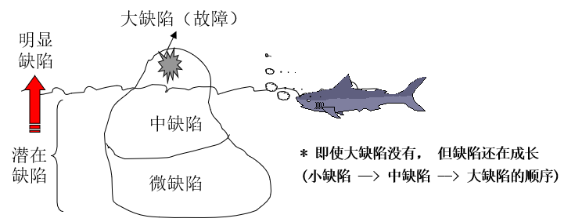 大缺陷（故障）
明显
缺陷
中缺陷
潜在
缺陷
微缺陷
* 即使大缺陷没有， 但缺陷还在成长
(小缺陷 —> 中缺陷 —> 大缺陷的顺序)